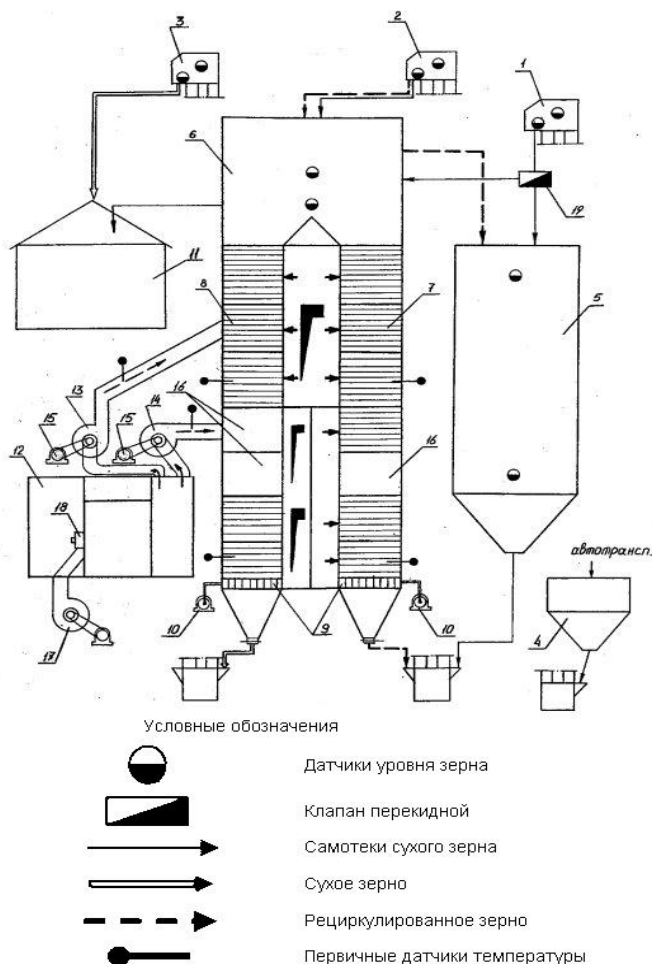 3
2
1
6
19
11
8
7
5
13
14
16
15
15
12
16
18
автотрансп.
10
9
10
4
17
Условные обозначения
Датчики уровня зерна
Клапан перекидной
Самотеки сухого зерна
Сухое зерно
Рециркулированное зерно
Первичные датчики температуры